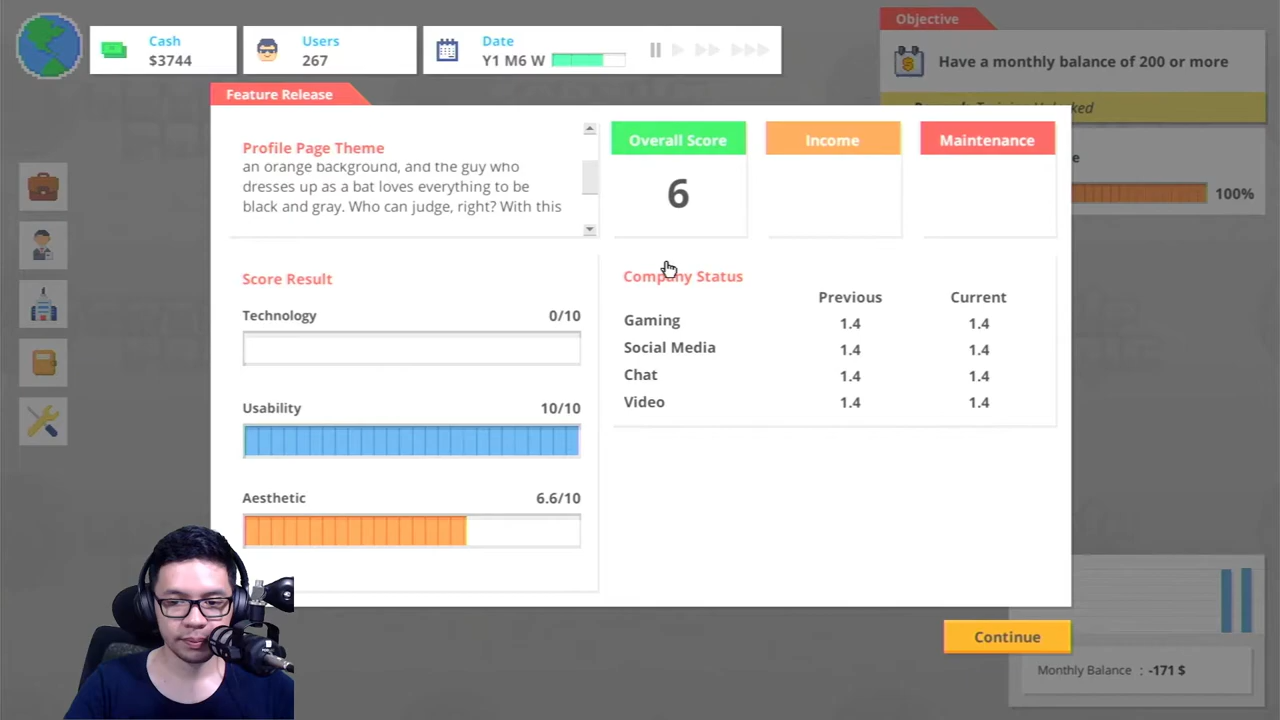 Cash
$3744
Users
267
Date
Y1 M6 W
Objective
Have a monthly balance of 200 or more
Feature Release
Profile Page Theme
an orange background, and the guy who
dresses up as a bat loves everything to be
black and gray. Who can judge, right? With this
Overall Score
6
Income
Maintenance
100%
Score Result
Technology
0/10
Usability
10/10
Aesthetic
6.6/10
Company Status
Previous
Current
Gaming
1.4
1.4
Social Media
1.4
1.4
Chat
1.4
1.4
Video
1.4
1.4
Continue
Monthly Balance : -171 $